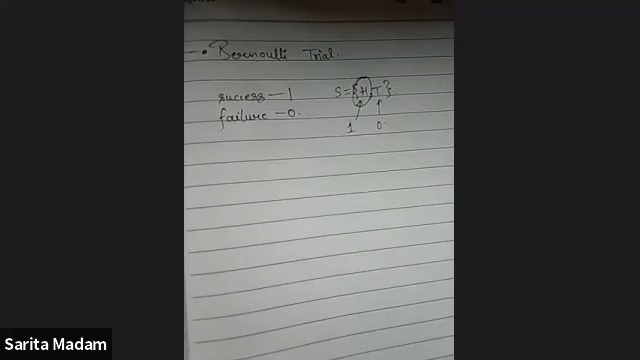 • Bernoulli Trial.
success - 1
failure - 0.
S = {H, T}
1 0.
Sarita Madam